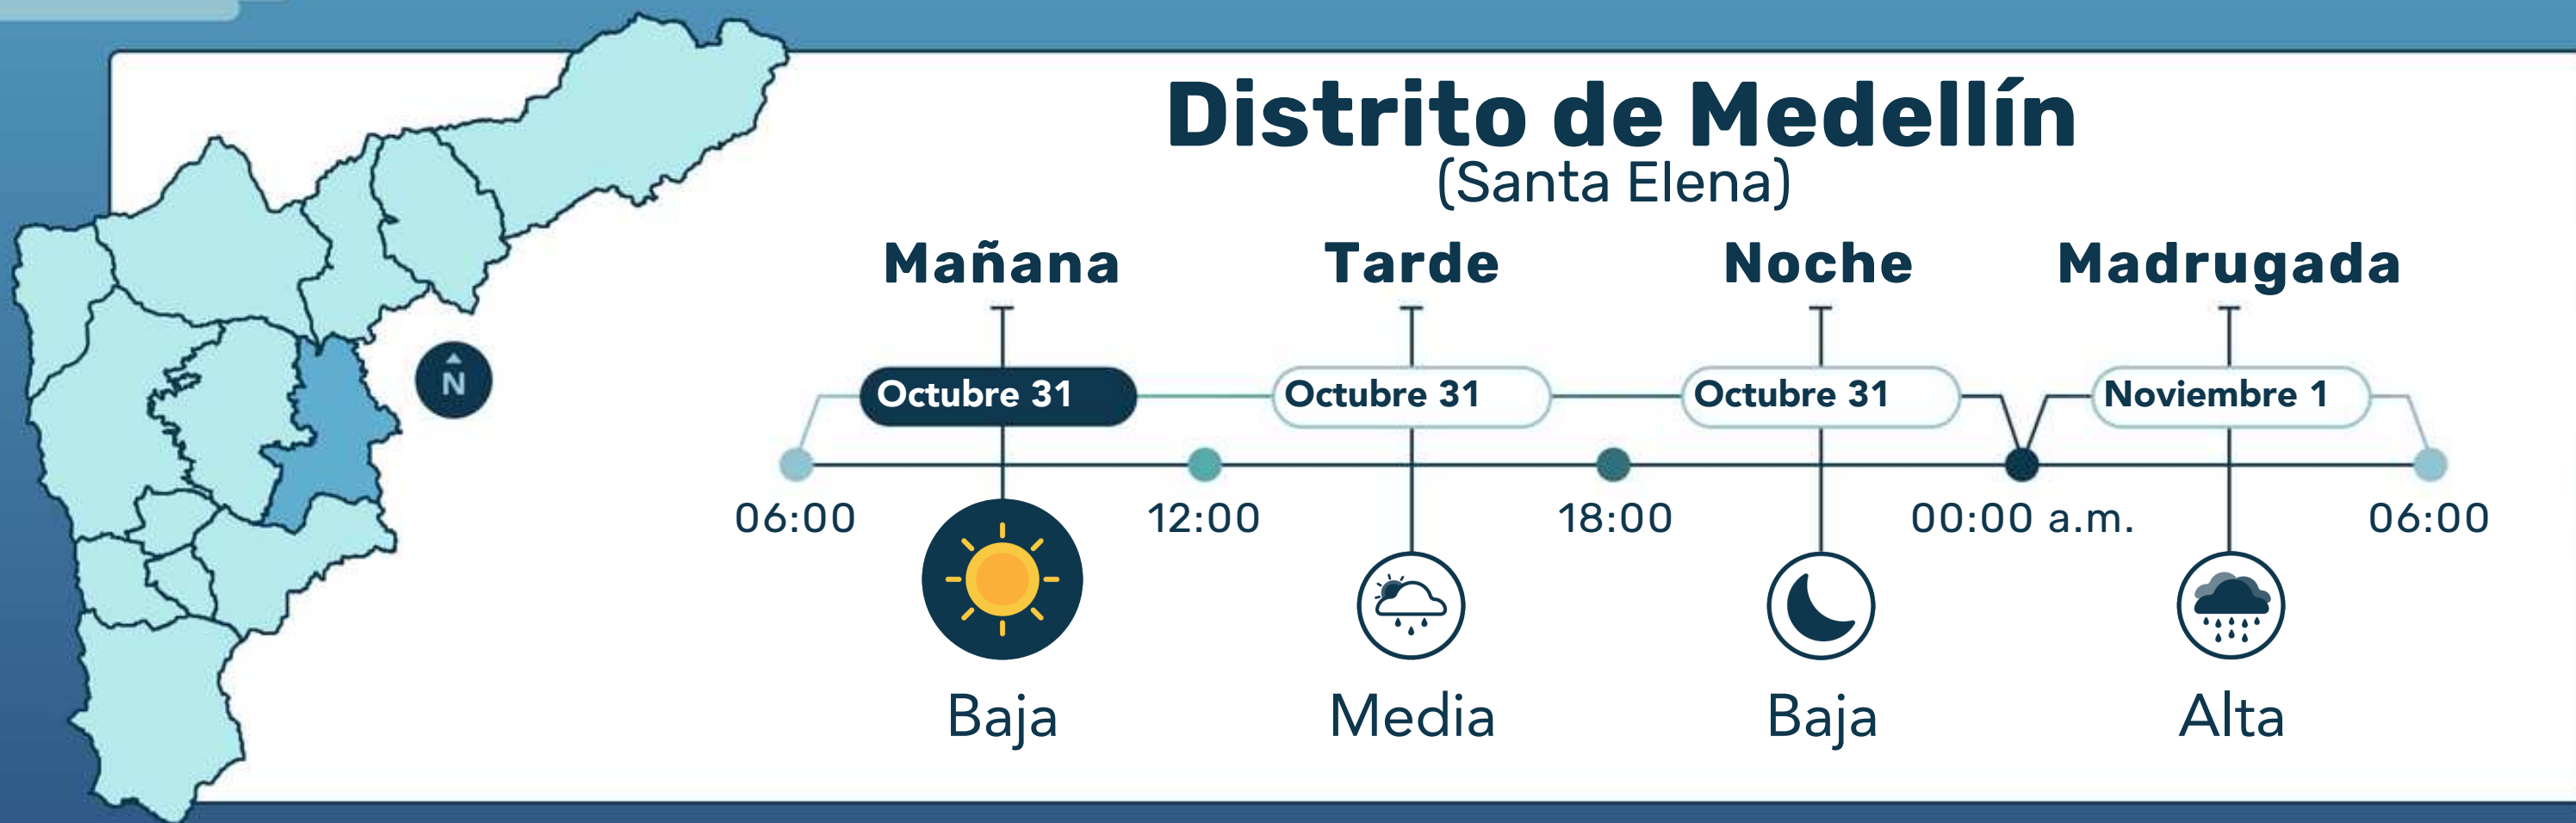 Distrito de Medellín
(Santa Elena)
Mañana Tarde Noche Madrugada
N
Octubre 31 Octubre 31 Octubre 31 Noviembre 1
06:00 12:00 18:00 00:00 a.m. 06:00
Baja Media Baja Alta